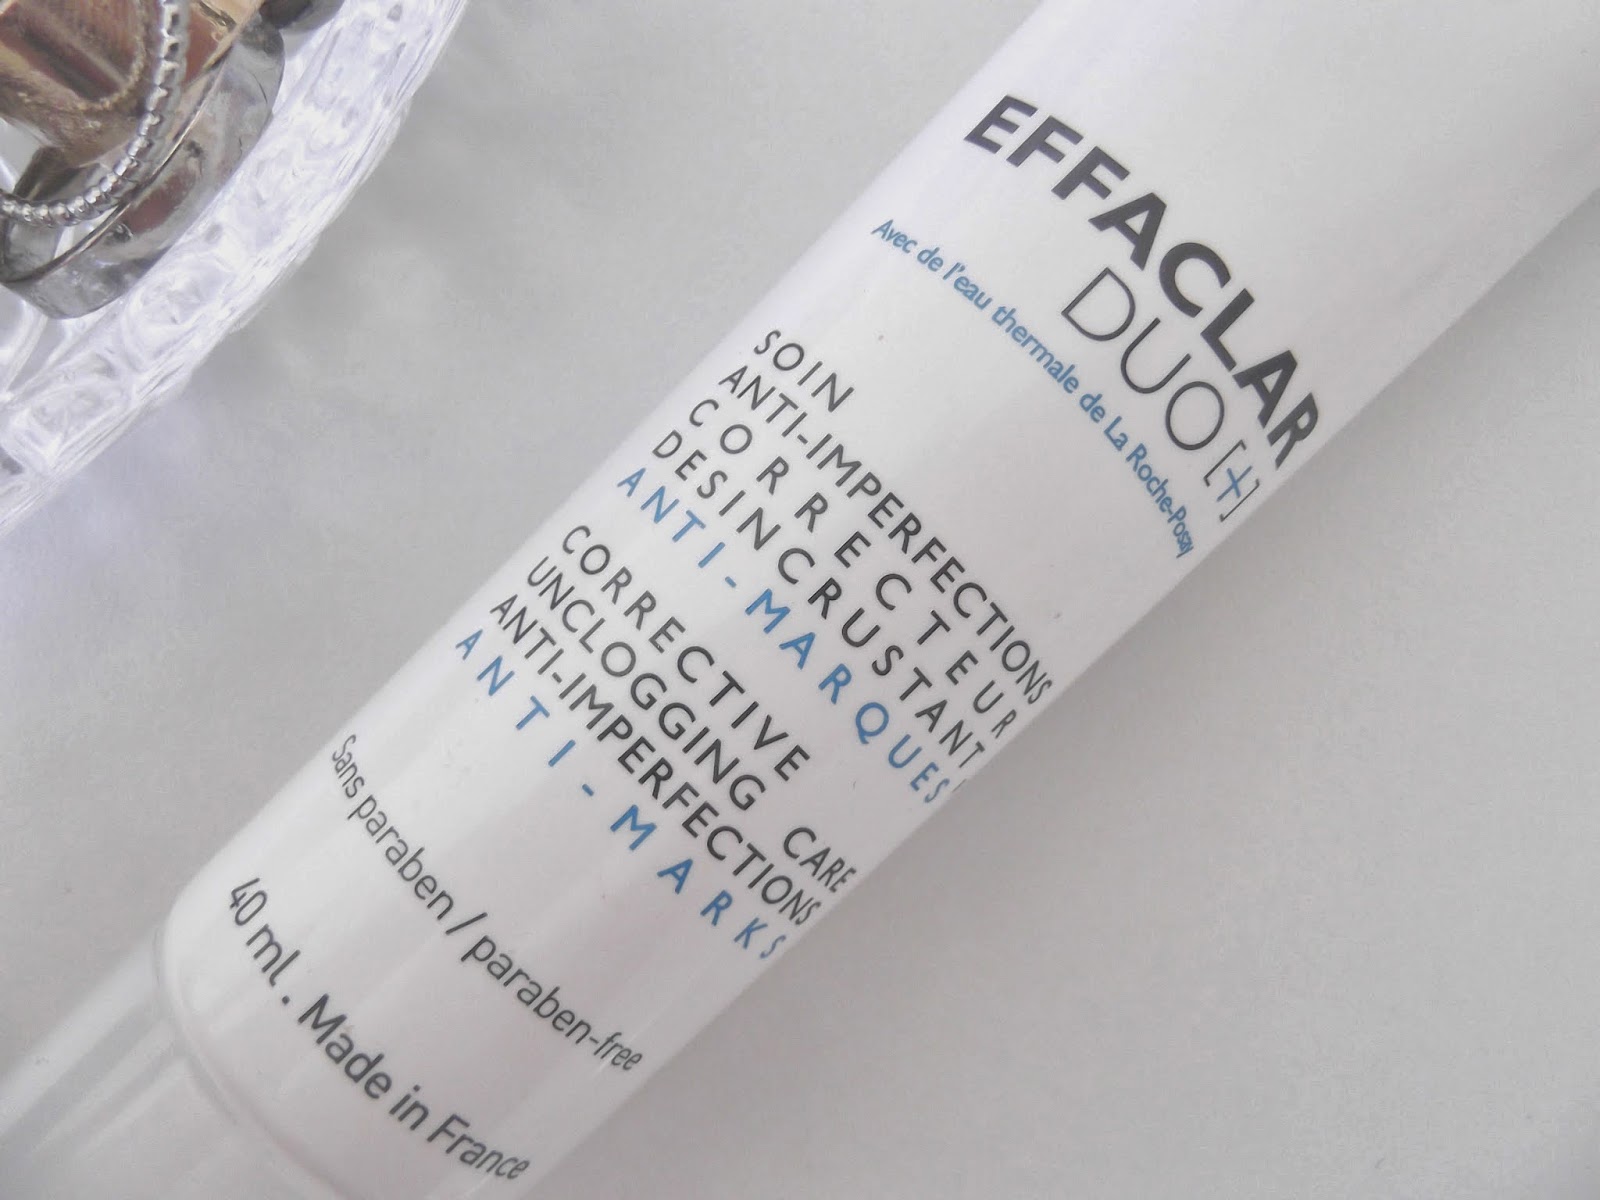 EFFACLAR
DUO [+]
Avec de l'eau thermale de La Roche-Posay
SOIN
ANTI-IMPERFECTIONS
CORRECTEUR
DESINCRUSTANT
ANTI-MARQUES
CORRECTIVE
UNCLOGGING CARE
ANTI-IMPERFECTIONS
ANTI-MARKS
Sans paraben / paraben-free
40 ml . Made in France